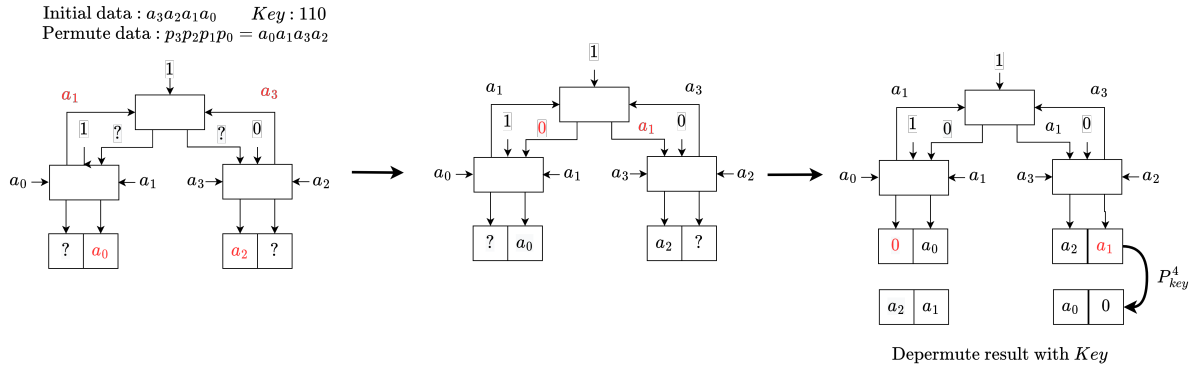 Initial data : a₃a₂a₁a₀ Key : 110
Permute data : p₃p₂p₁p₀ = a₀a₁a₃a₂
1
a₁ a₃
1 ? ? 0
a₀ a₁ a₃ a₂
? a₀ a₂ ?
1
a₁ a₃
1 0 a₁ 0
a₀ a₁ a₃ a₂
? a₀ a₂ ?
1
a₁ a₃
1 0 a₁ 0
a₀ a₁ a₃ a₂
0 a₀ a₂ a₁
P⁴key
a₂ a₁ a₀ 0
Depermute result with Key